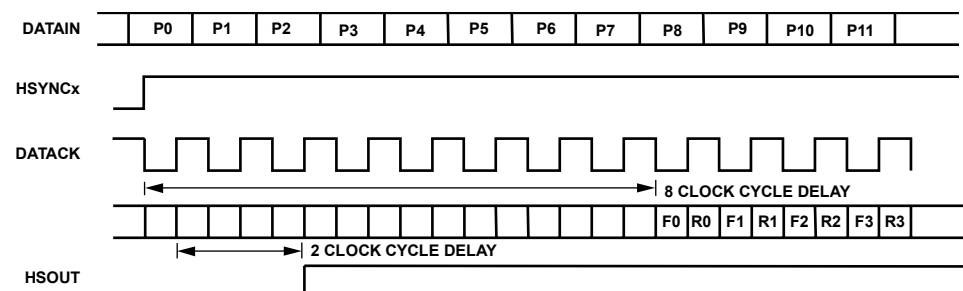 DATAIN P0 P1 P2 P3 P4 P5 P6 P7 P8 P9 P10 P11
HSYNCx
DATACK
8 CLOCK CYCLE DELAY
F0 R0 F1 R1 F2 R2 F3 R3
2 CLOCK CYCLE DELAY
HSOUT